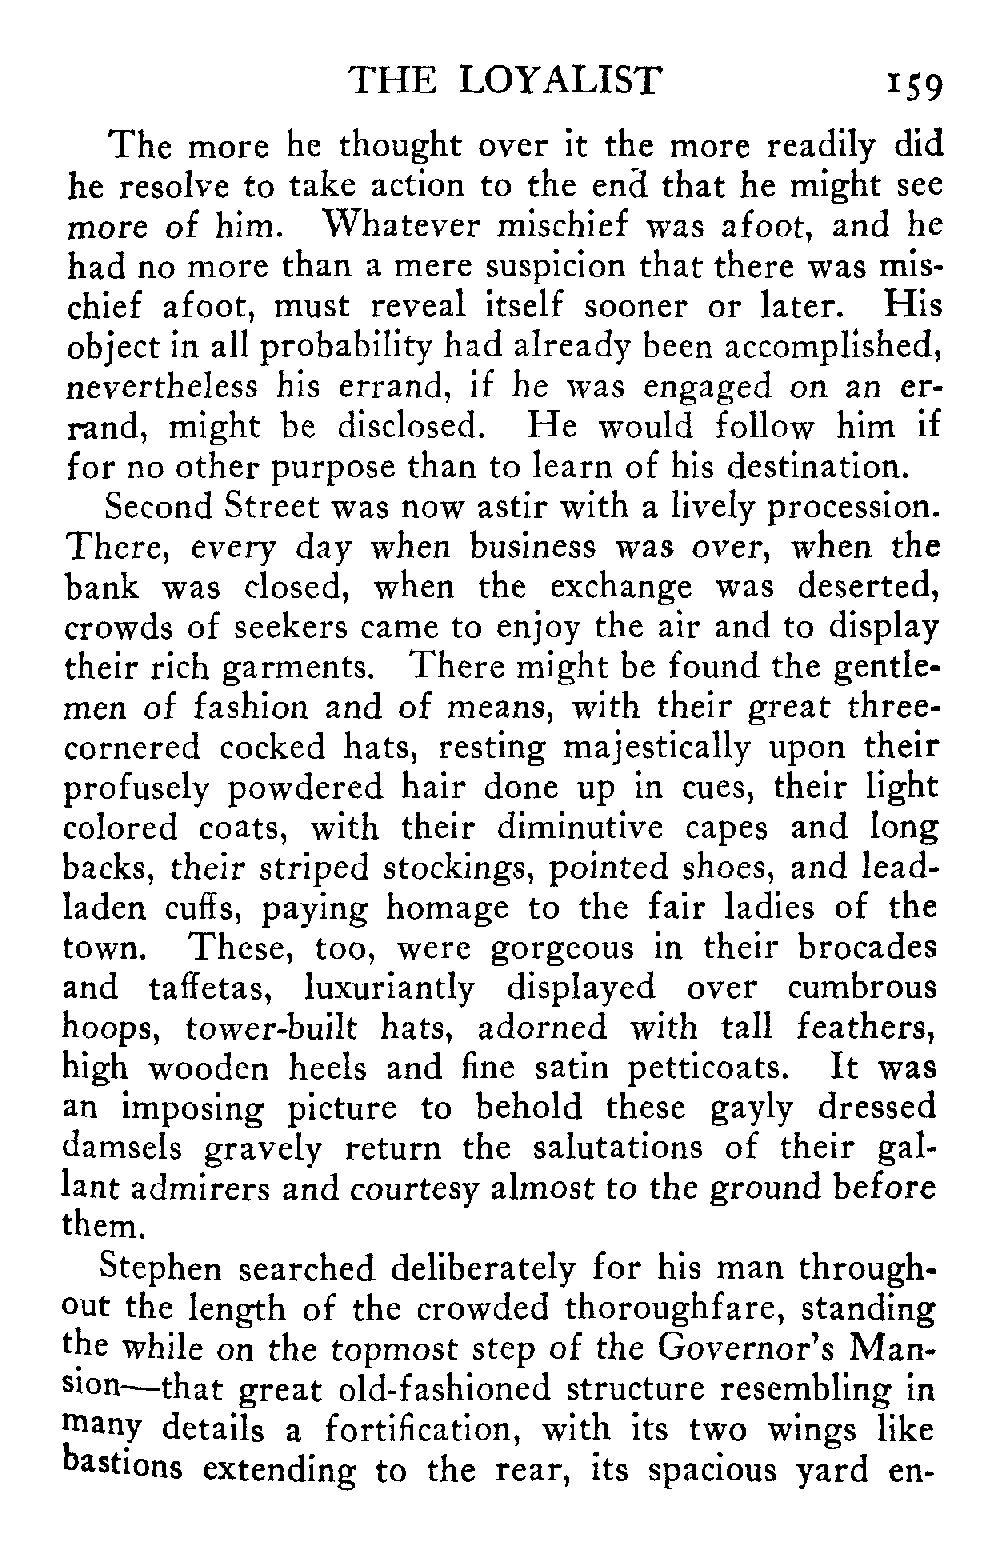 THE LOYALIST 159
The more he thought over it the more readily did
he resolve to take action to the end that he might see
more of him. Whatever mischief was afoot, and he
had no more than a mere suspicion that there was mis-
chief afoot, must reveal itself sooner or later. His
object in all probability had already been accomplished,
nevertheless his errand, if he was engaged on an er-
rand, might be disclosed. He would follow him if
for no other purpose than to learn of his destination.
Second Street was now astir with a lively procession.
There, every day when business was over, when the
bank was closed, when the exchange was deserted,
crowds of seekers came to enjoy the air and to display
their rich garments. There might be found the gentle-
men of fashion and of means, with their great three-
cornered cocked hats, resting majestically upon their
profusely powdered hair done up in cues, their light
colored coats, with their diminutive capes and long
backs, their striped stockings, pointed shoes, and lead-
laden cuffs, paying homage to the fair ladies of the
town. These, too, were gorgeous in their brocades
and taffetas, luxuriantly displayed over cumbrous
hoops, tower-built hats, adorned with tall feathers,
high wooden heels and fine satin petticoats. It was
an imposing picture to behold these gayly dressed
damsels gravely return the salutations of their gal-
lant admirers and courtesy almost to the ground before
them.
Stephen searched deliberately for his man through-
out the length of the crowded thoroughfare, standing
the while on the topmost step of the Governor's Man-
sion—that great old-fashioned structure resembling in
many details a fortification, with its two wings like
bastions extending to the rear, its spacious yard en-